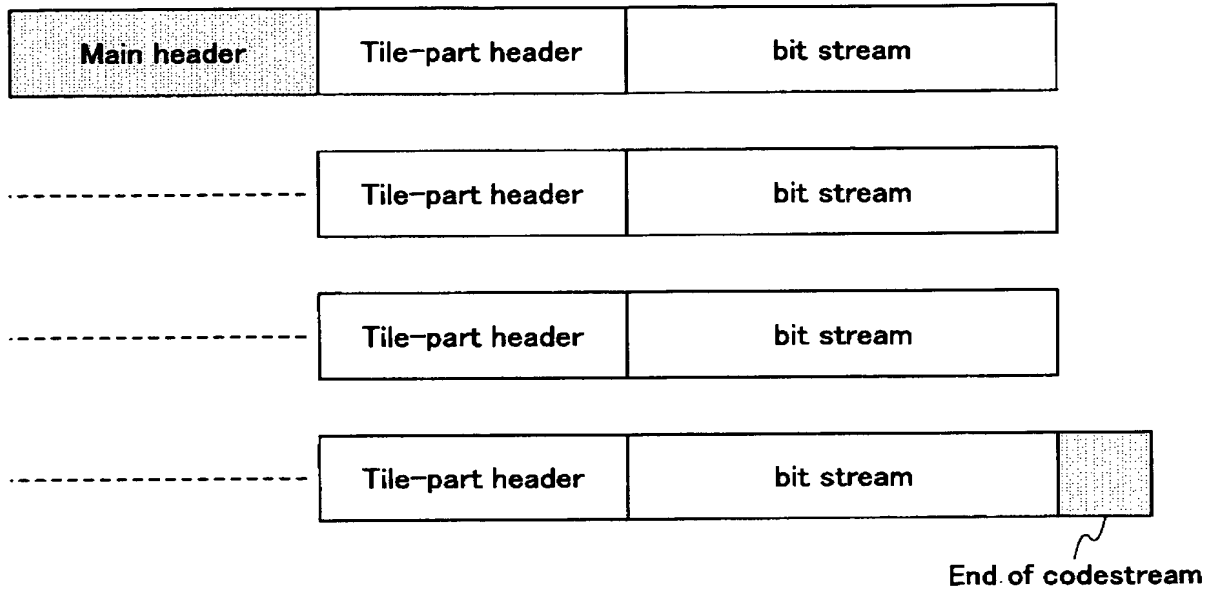 Main header Tile-part header bit stream
Tile-part header bit stream
Tile-part header bit stream
Tile-part header bit stream
End of codestream